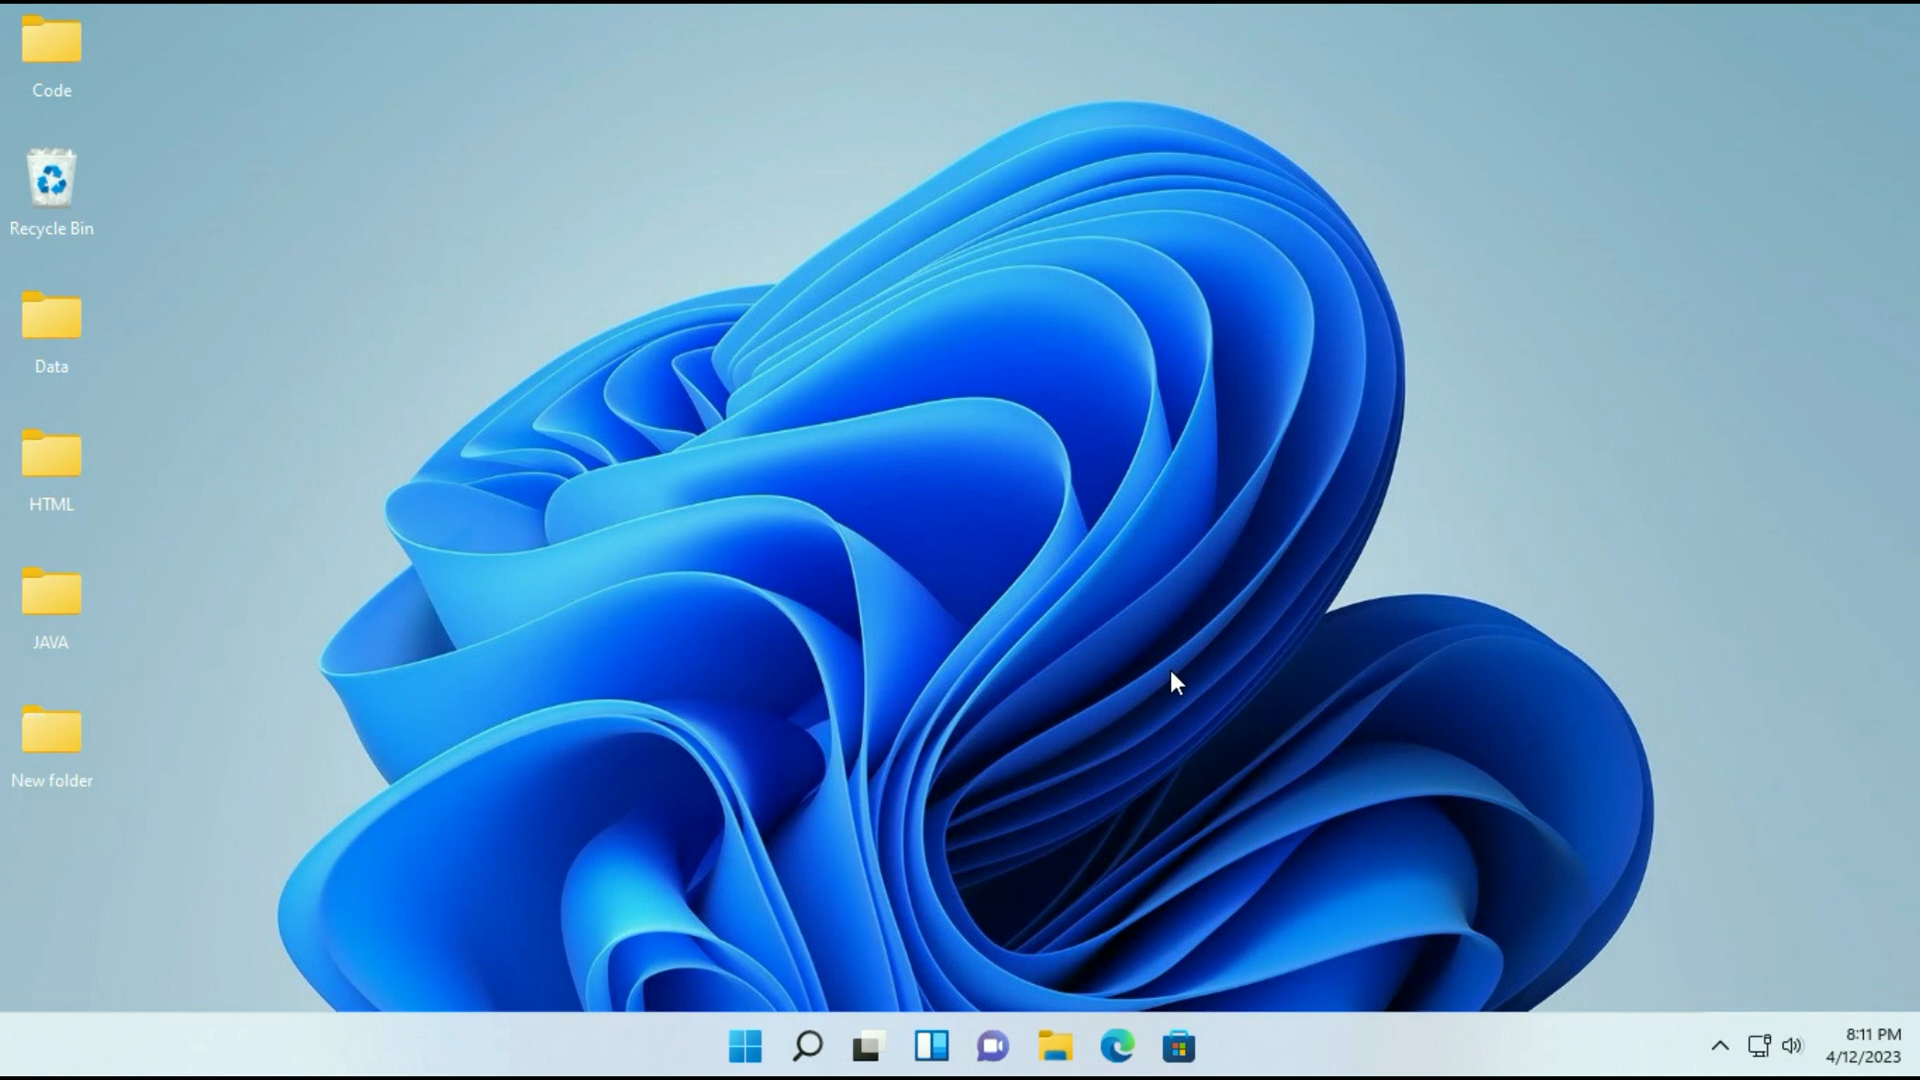 Code
Recycle Bin
Data
HTML
JAVA
New folder
8:11 PM
4/12/2023